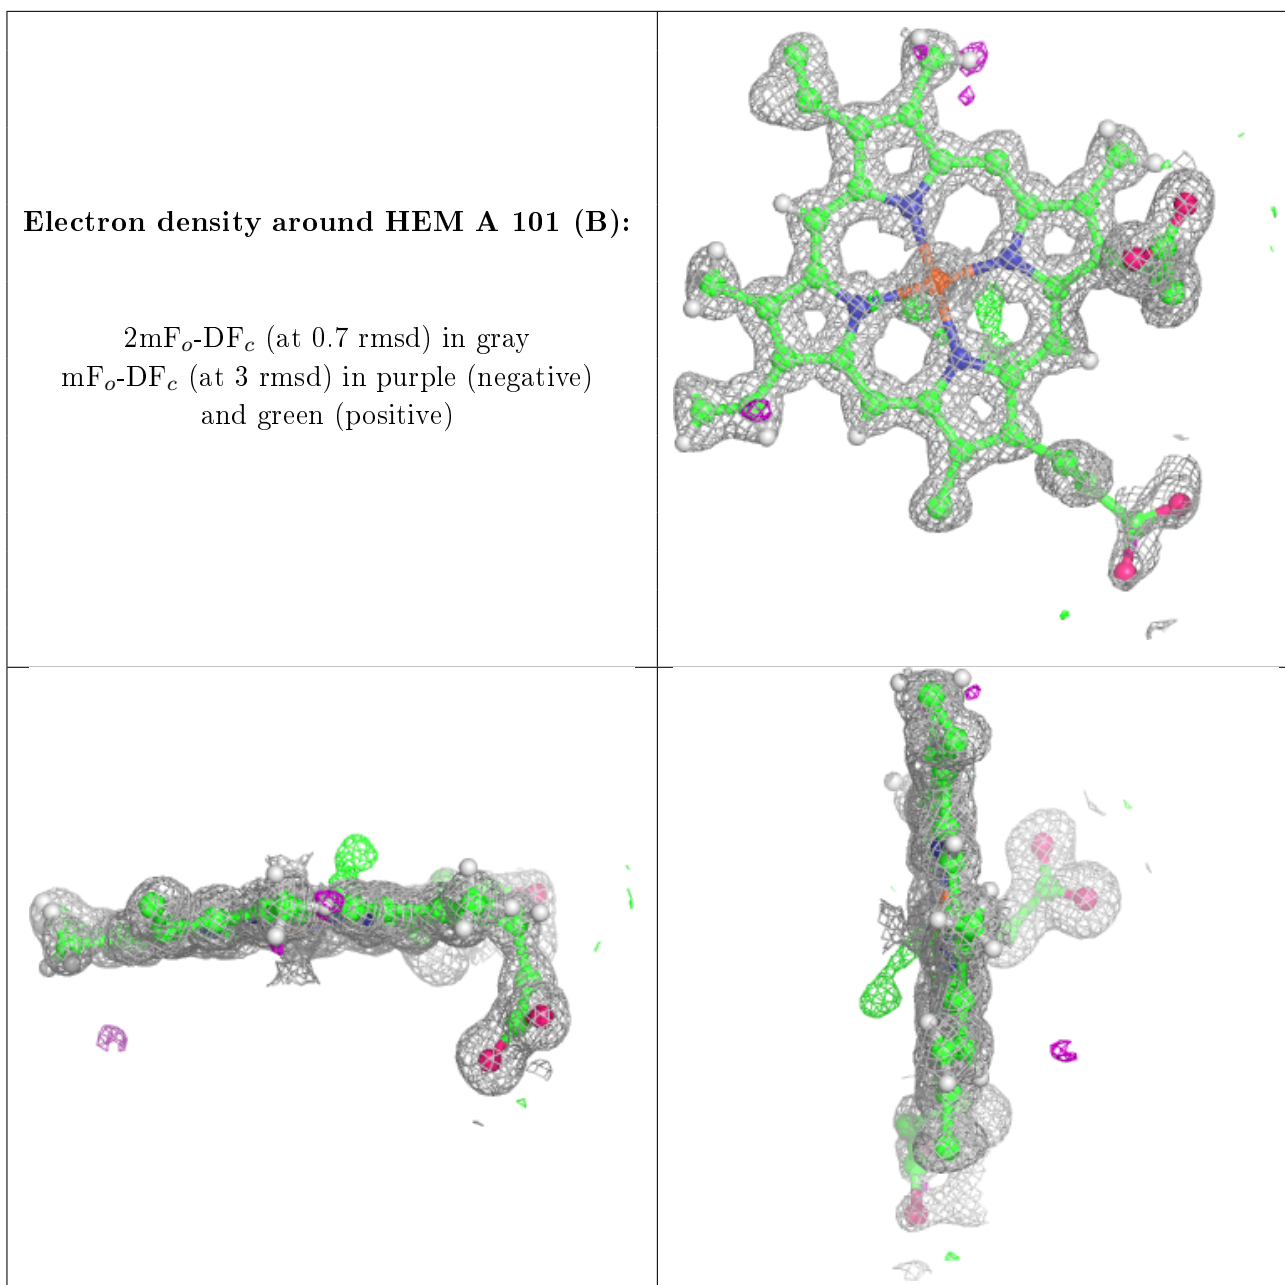 Electron density around HEM A 101 (B):
2mFₒ-DF𝒸 (at 0.7 rmsd) in gray
mFₒ-DF𝒸 (at 3 rmsd) in purple (negative)
and green (positive)